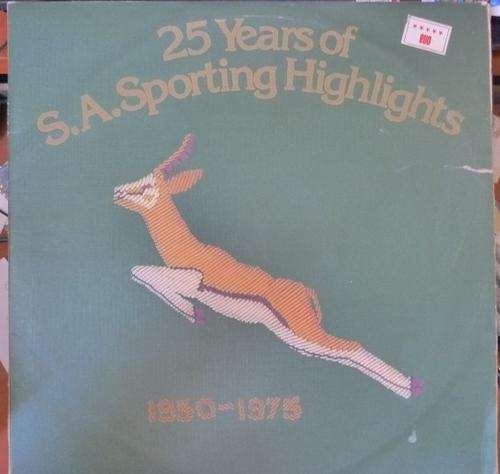 25 Years of
S.A.Sporting Highlights
1950-1975